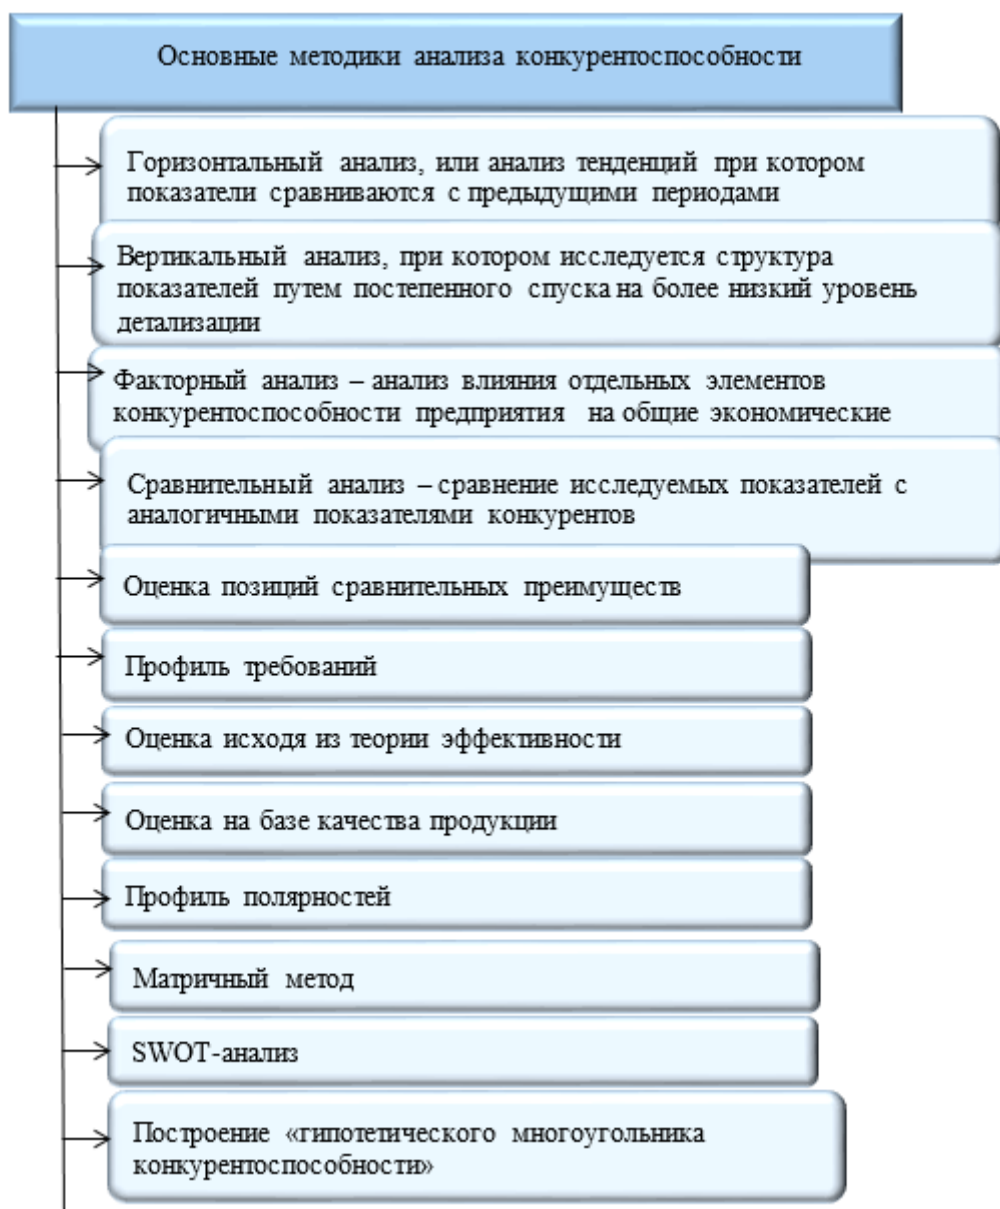 Основные методики анализа конкурентоспособности
Горизонтальный анализ, или анализ тенденций при котором
показатели сравниваются с предыдущими периодами
Вертикальный анализ, при котором исследуется структура
показателей путем постепенного спуска на более низкий уровень
детализации
Факторный анализ – анализ влияния отдельных элементов
конкурентоспособности предприятия на общие экономические
Сравнительный анализ – сравнение исследуемых показателей с
аналогичными показателями конкурентов
Оценка позиций сравнительных преимуществ
Профиль требований
Оценка исходя из теории эффективности
Оценка на базе качества продукции
Профиль полярностей
Матричный метод
SWOT-анализ
Построение «гипотетического многоугольника
конкурентоспособности»